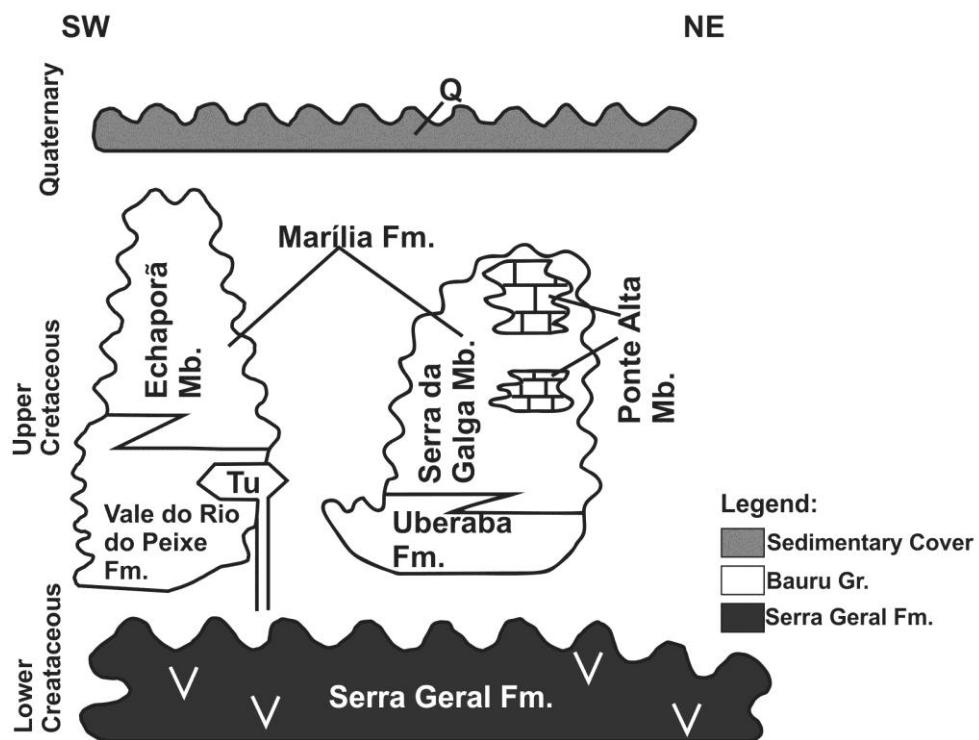 SW
NE
Quaternary
Q
Marília Fm.
Echaporã
Mb.
Serra da
Galga Mb.
Ponte Alta
Mb.
Upper
Cretaceous
Tu
Vale do Rio
do Peixe
Fm.
Uberaba
Fm.
Legend:
Sedimentary Cover
Bauru Gr.
Serra Geral Fm.
Lower
Creataceous
Serra Geral Fm.